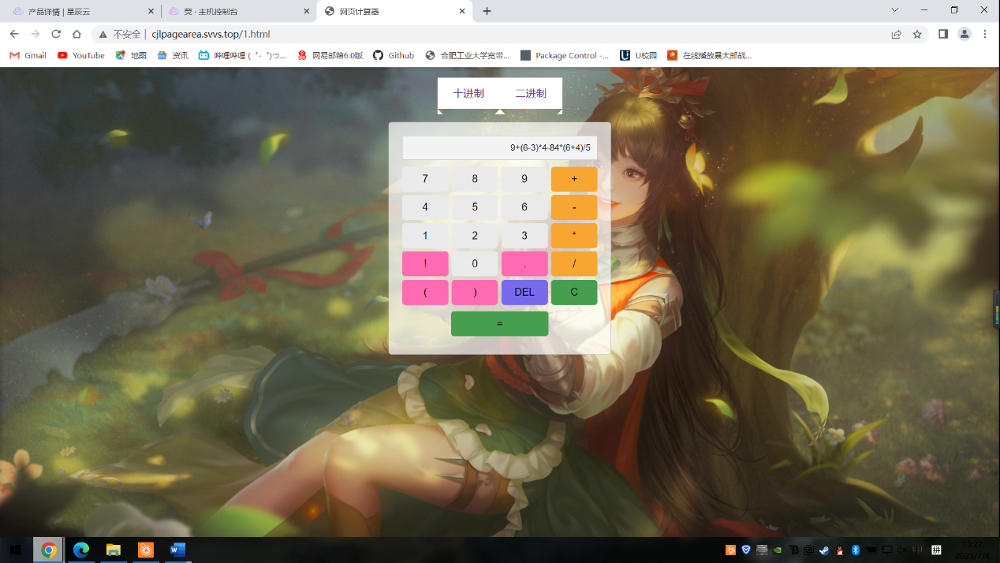 产品详情 | 星辰云
荧 · 主机控制台
网页计算器
不安全 | cjlpagearea.svvs.top/1.html
Gmail
YouTube
地图
资讯
哔哩哔哩 ( ゜- ゜)つ...
网易邮箱6.0版
Github
合肥工业大学宽带...
Package Control -...
U校园
在线播放暴太郎战...
十进制
二进制
9+(6-3)*4-84*(6+4)/5
7 8 9 +
4 5 6 -
1 2 3 *
! 0 . /
( ) DEL C
=
13:22
2023/7/4